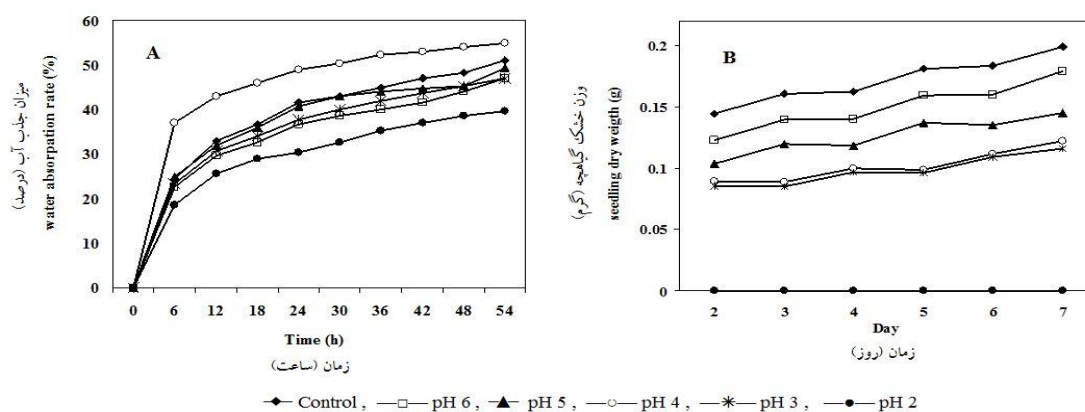 A
60
50
40
30
20
10
0
میزان جذب آب (درصد)
water absorpation rate (%)
0 6 12 18 24 30 36 42 48 54
Time (h)
زمان (ساعت)
B
0.2
0.15
0.1
0.05
0
وزن خشک گیاهچه (گرم)
seedling dry weigth (g)
2 3 4 5 6 7
Day
زمان (روز)
Control , pH 6 , pH 5 , pH 4 , pH 3 , pH 2